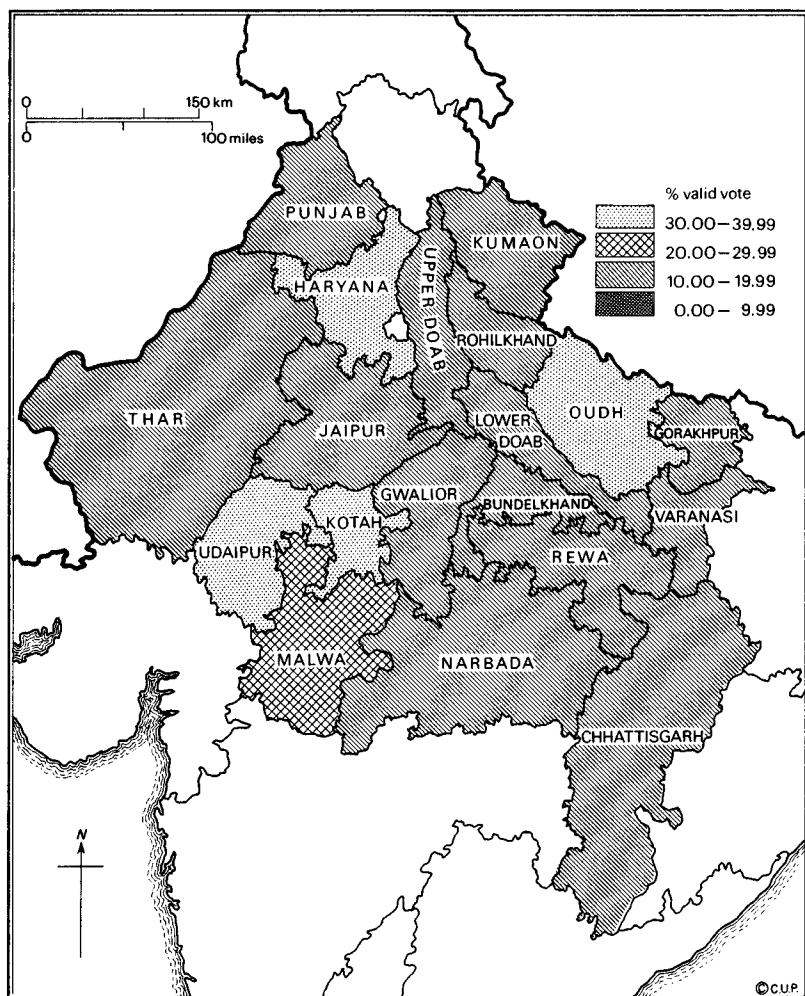 0 150 km
0 100 miles
% valid vote
30.00–39.99
20.00–29.99
10.00–19.99
0.00–9.99
PUNJAB
KUMAON
HARYANA
UPPER DOAB
ROHILKHAND
THAR
JAIPUR
LOWER
DOAB
OUDH
GORAKHPUR
GWALIOR
BUNDELKHAND
VARANASI
KOTAH
UDAIPUR
REWA
MALWA
NARBADA
CHHATTISGARH
N
© C.U.P.